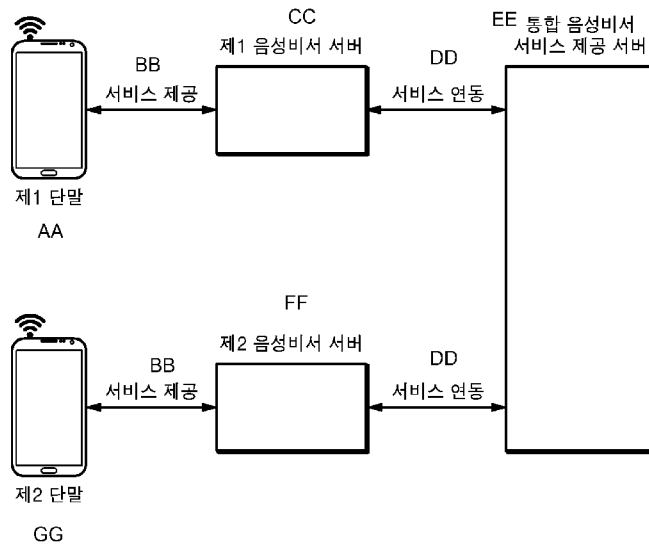 CC
제1 음성비서 서버
EE 통합 음성비서
서비스 제공 서버
BB
서비스 제공
DD
서비스 연동
제1 단말
AA
FF
제2 음성비서 서버
BB
서비스 제공
DD
서비스 연동
제2 단말
GG